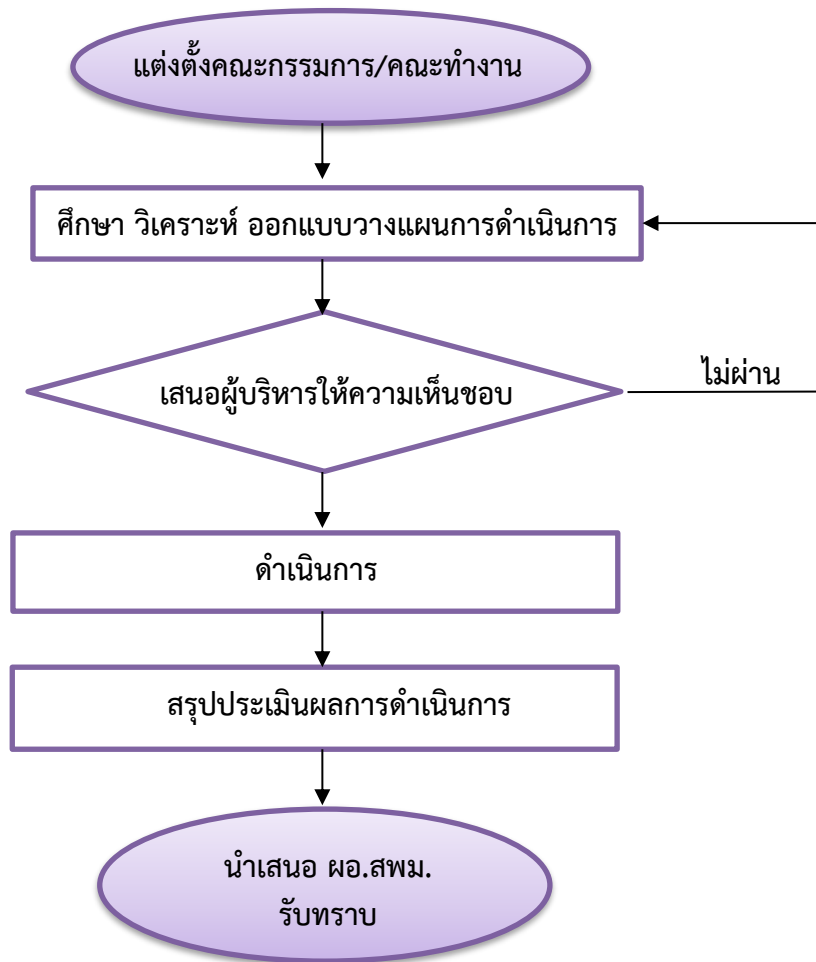 แต่งตั้งคณะกรรมการ/คณะทำงาน
ศึกษา วิเคราะห์ ออกแบบวางแผนการดำเนินการ
เสนอผู้บริหารให้ความเห็นชอบ
ไม่ผ่าน
ดำเนินการ
สรุปประเมินผลการดำเนินการ
นำเสนอ ผอ.สพม.
รับทราบ